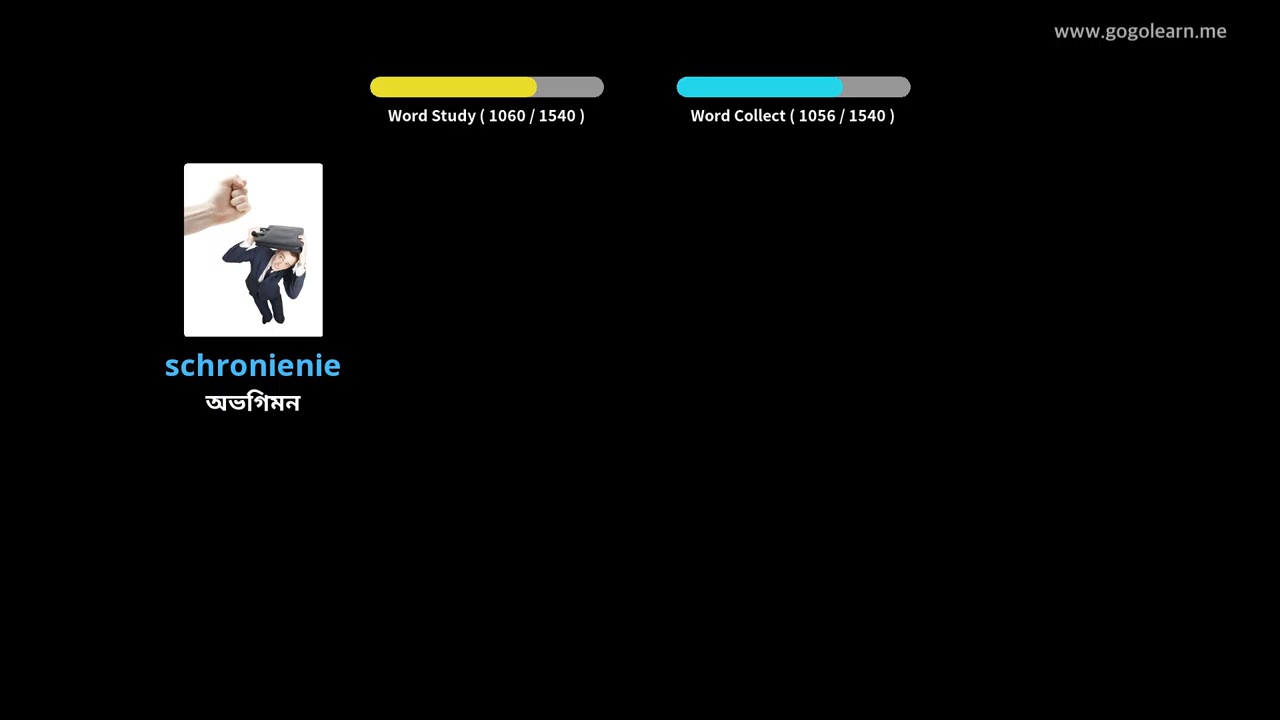 www.gogolearn.me
Word Study ( 1060 / 1540 )
Word Collect ( 1056 / 1540 )
schronienie
অভগিমন